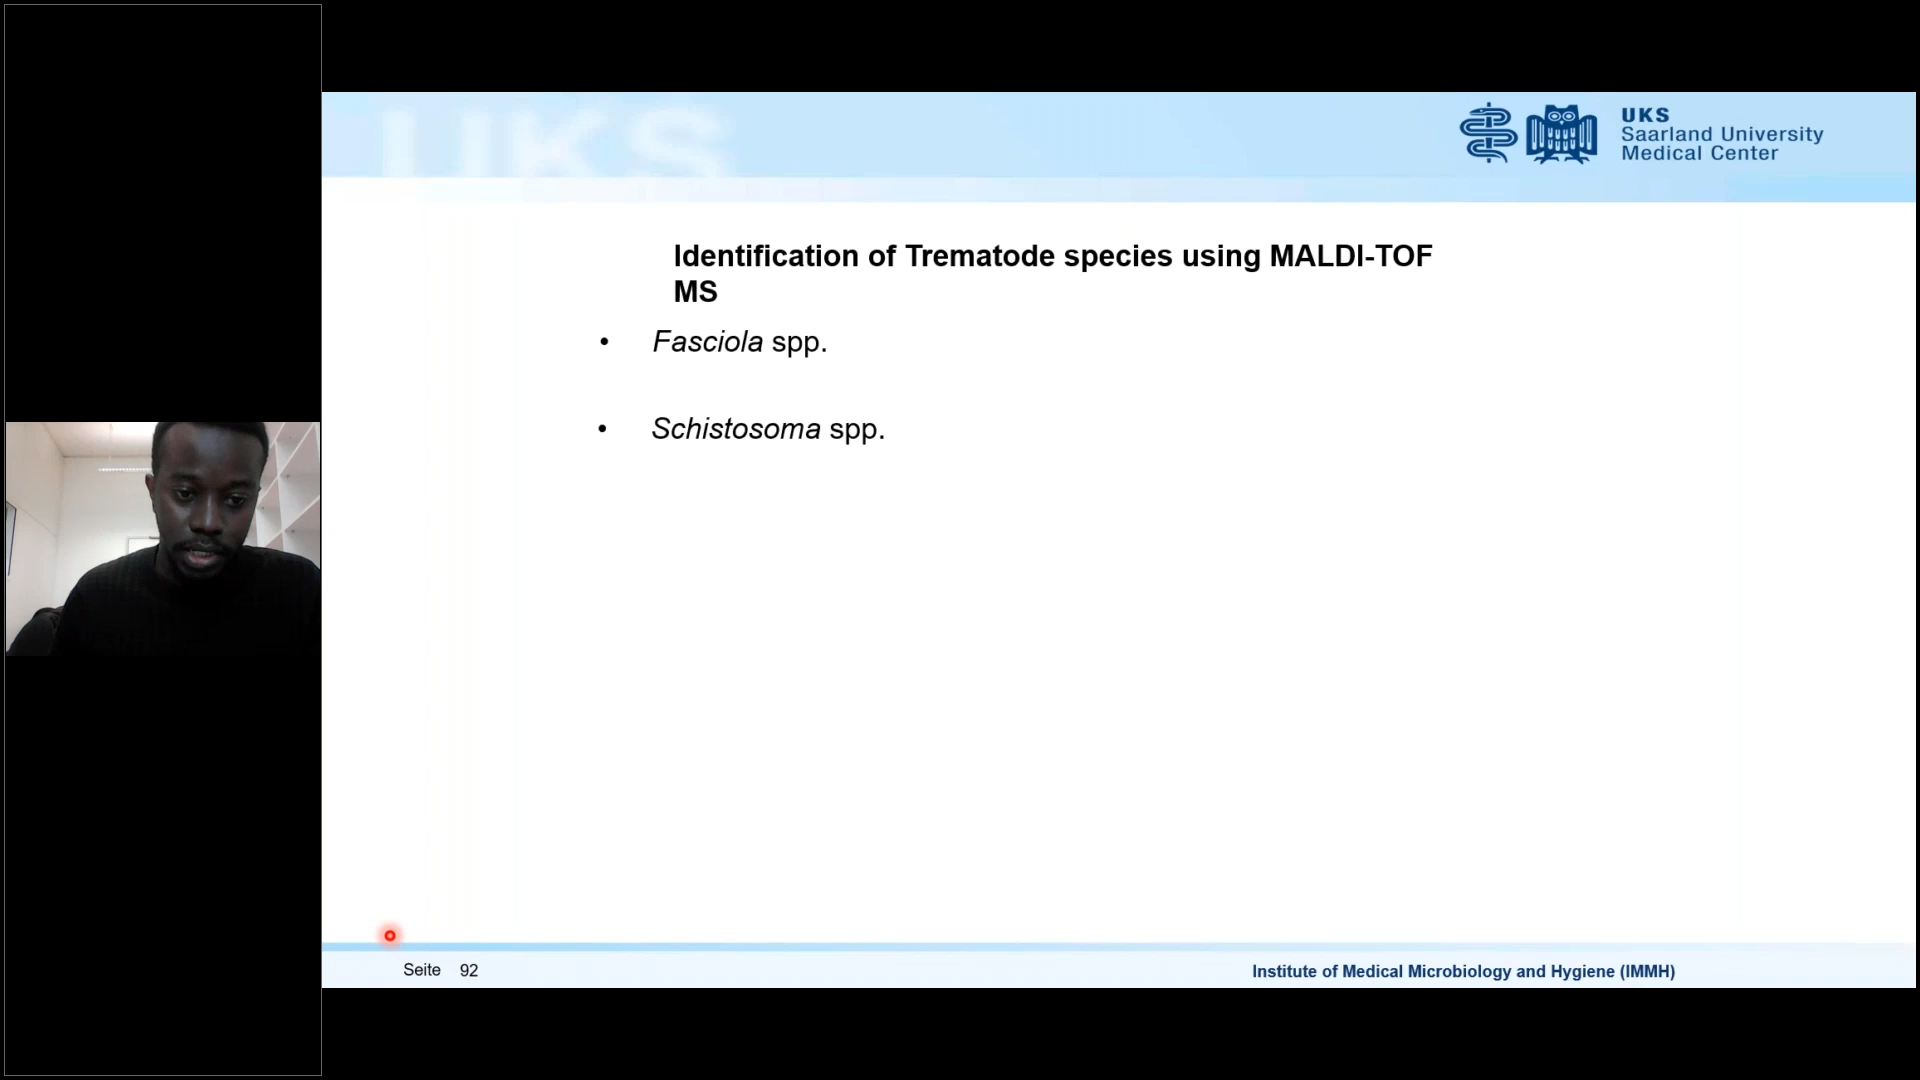 UKS
UKS
Saarland University
Medical Center
Identification of Trematode species using MALDI-TOF
MS
• Fasciola spp.
• Schistosoma spp.
Seite 92
Institute of Medical Microbiology and Hygiene (IMMH)